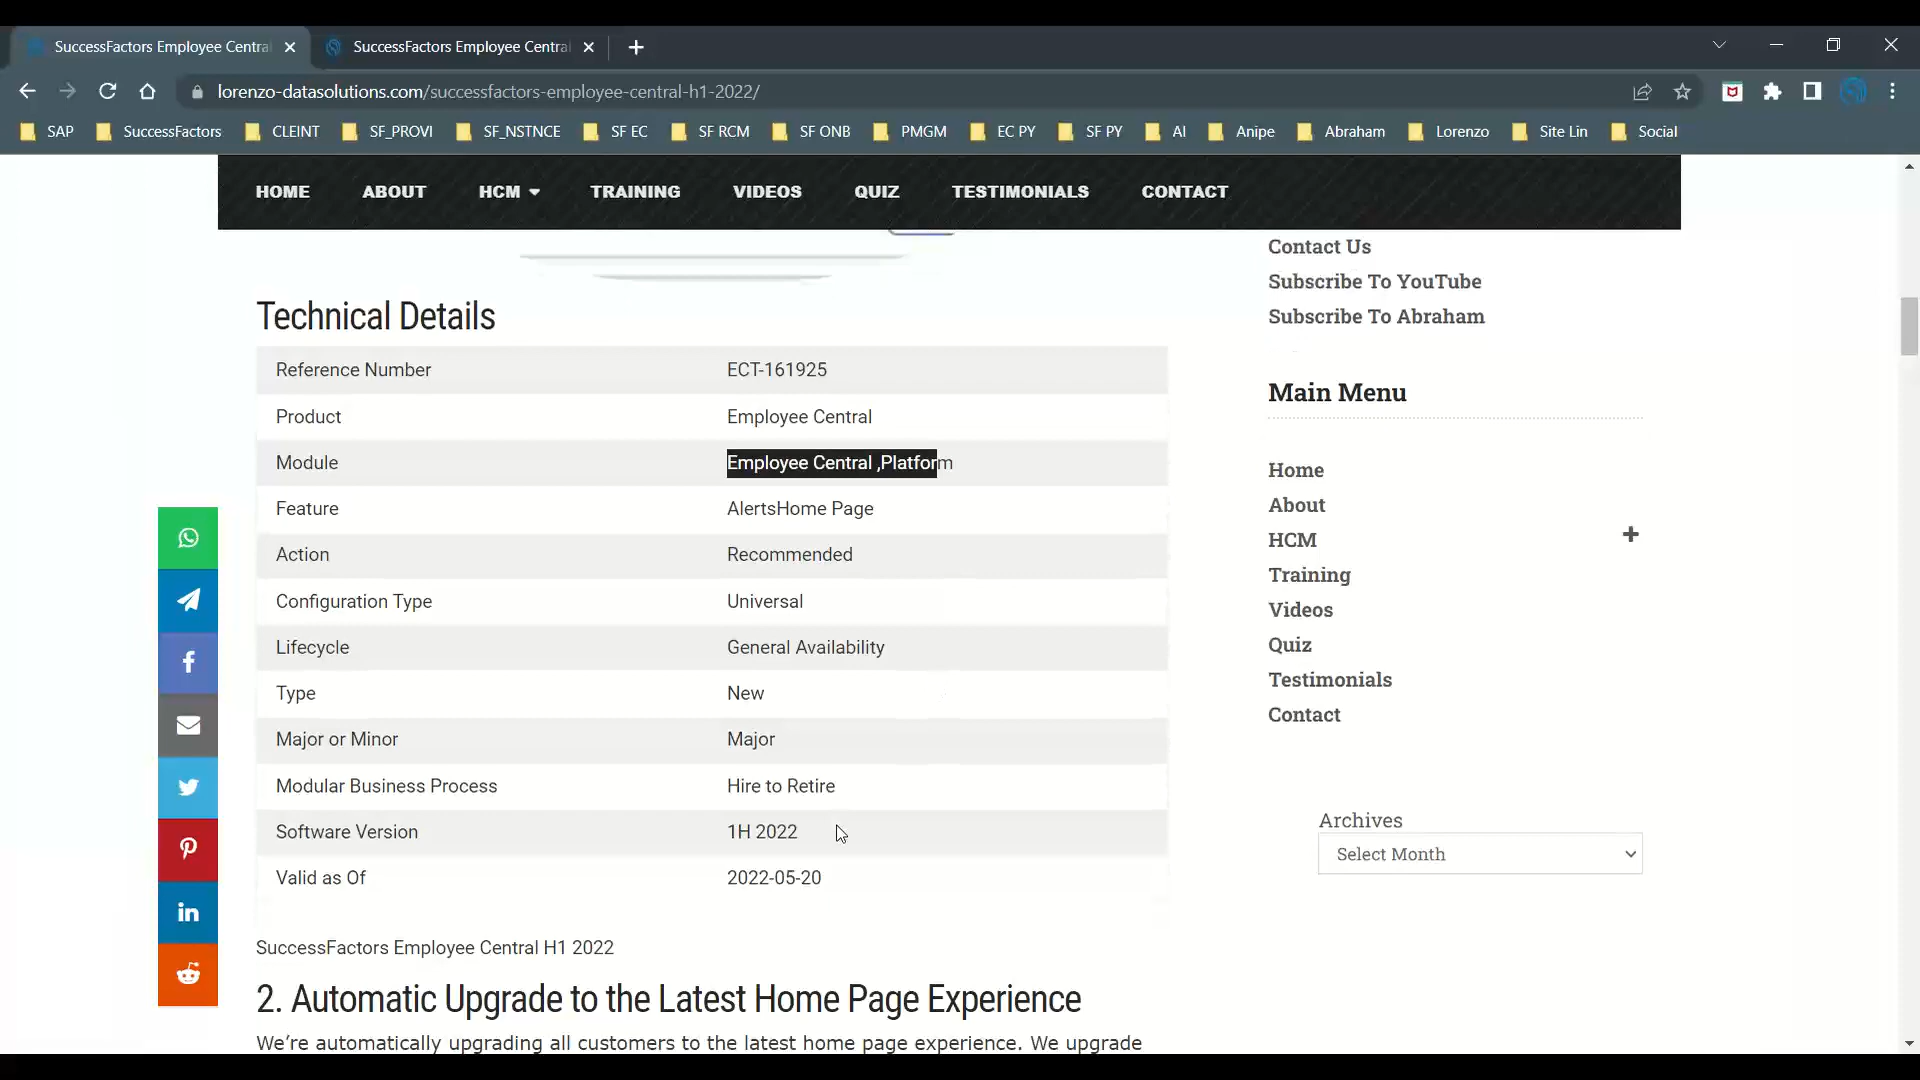 SuccessFactors Employee Centra
SuccessFactors Employee Centra
lorenzo-datasolutions.com/successfactors-employee-central-h1-2022/
SAP SuccessFactors CLEINT SF_PROVI SF_NSTNCE SF EC SF RCM SF ONB PMGM EC PY SF PY AI Anipe Abraham Lorenzo Site Lin Social
HOME ABOUT HCM TRAINING VIDEOS QUIZ TESTIMONIALS CONTACT
Technical Details
Reference Number ECT-161925
Product Employee Central
Module Employee Central ,Platform
Feature AlertsHome Page
Action Recommended
Configuration Type Universal
Lifecycle General Availability
Type New
Major or Minor Major
Modular Business Process Hire to Retire
Software Version 1H 2022
Valid as Of 2022-05-20
SuccessFactors Employee Central H1 2022
2. Automatic Upgrade to the Latest Home Page Experience
We’re automatically upgrading all customers to the latest home page experience. We upgrade
Contact Us
Subscribe To YouTube
Subscribe To Abraham
Main Menu
Home
About
HCM
Training
Videos
Quiz
Testimonials
Contact
Archives
Select Month